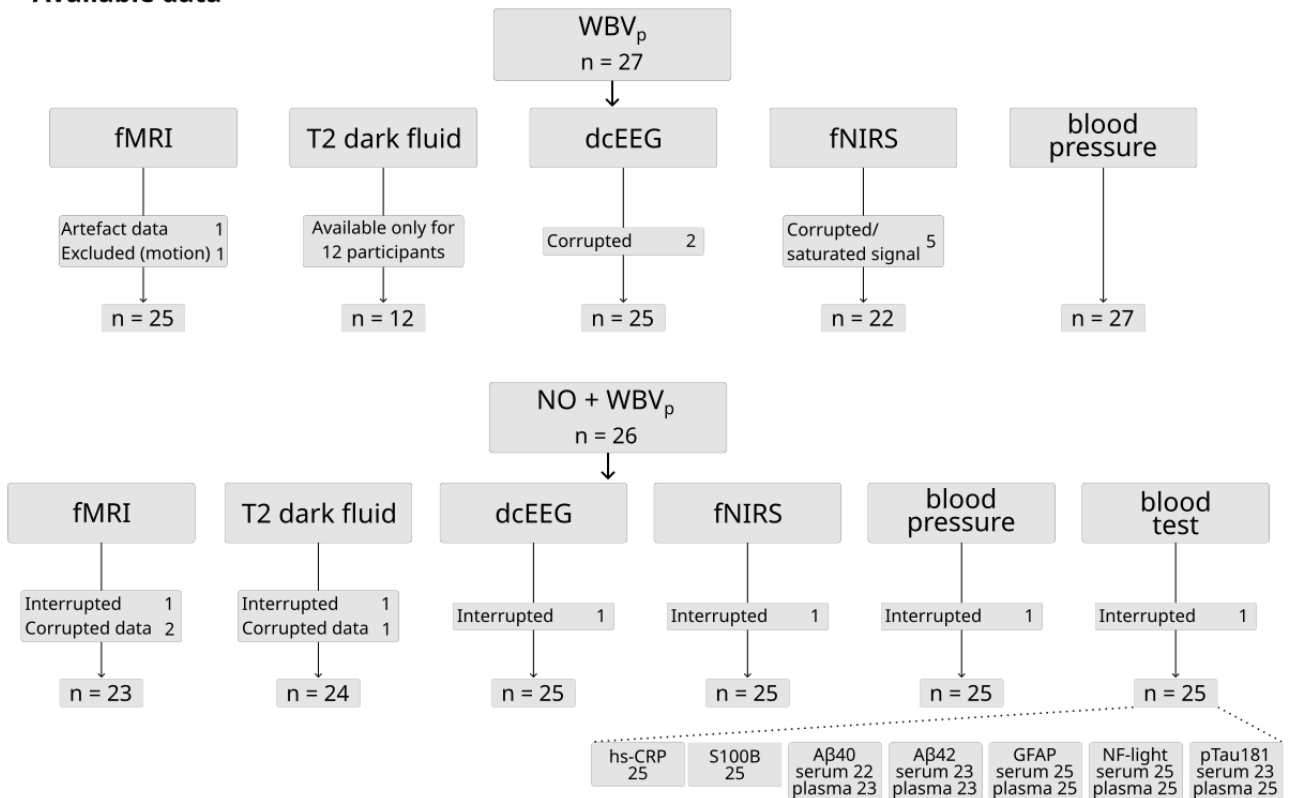 Available data
WBVp
n = 27
fMRI
T2 dark fluid
dcEEG
fNIRS
blood
pressure
Artefact data 1
Excluded (motion) 1
Available only for
12 participants
Corrupted 2
Corrupted/
saturated signal 5
n = 25
n = 12
n = 25
n = 22
n = 27
NO + WBVp
n = 26
fMRI
T2 dark fluid
dcEEG
fNIRS
blood
pressure
blood
test
Interrupted 1
Corrupted data 2
Interrupted 1
Corrupted data 1
Interrupted 1
Interrupted 1
Interrupted 1
Interrupted 1
n = 23
n = 24
n = 25
n = 25
n = 25
n = 25
hs-CRP
25
S100B
25
Aβ40
serum 22
plasma 23
Aβ42
serum 23
plasma 23
GFAP
serum 25
plasma 25
NF-light
serum 25
plasma 25
pTau181
serum 23
plasma 25